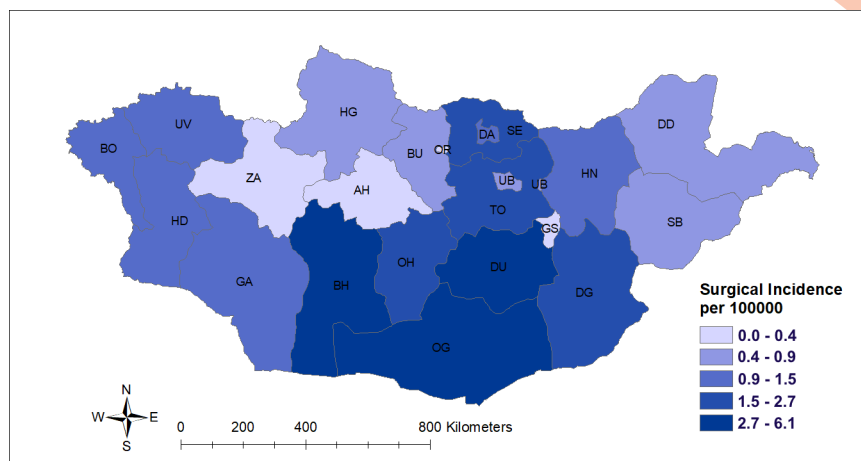 HG
DD
UV
BO
BU
OR
DA
SE
HN
ZA
AH
UB
UB
TO
GS
SB
HD
GA
BH
OH
DU
DG
OG
Surgical Incidence
per 100000
0.0 - 0.4
0.4 - 0.9
0.9 - 1.5
1.5 - 2.7
2.7 - 6.1
N
W
E
S
0 200 400 800 Kilometers